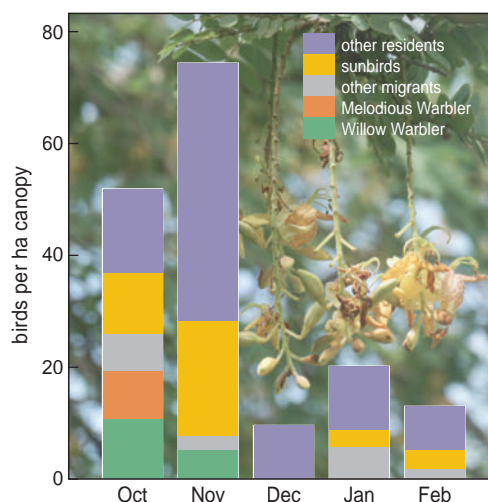 80
60
40
20
0
birds per ha canopy
other residents
sunbirds
other migrants
Melodious Warbler
Willow Warbler
Oct Nov Dec Jan Feb